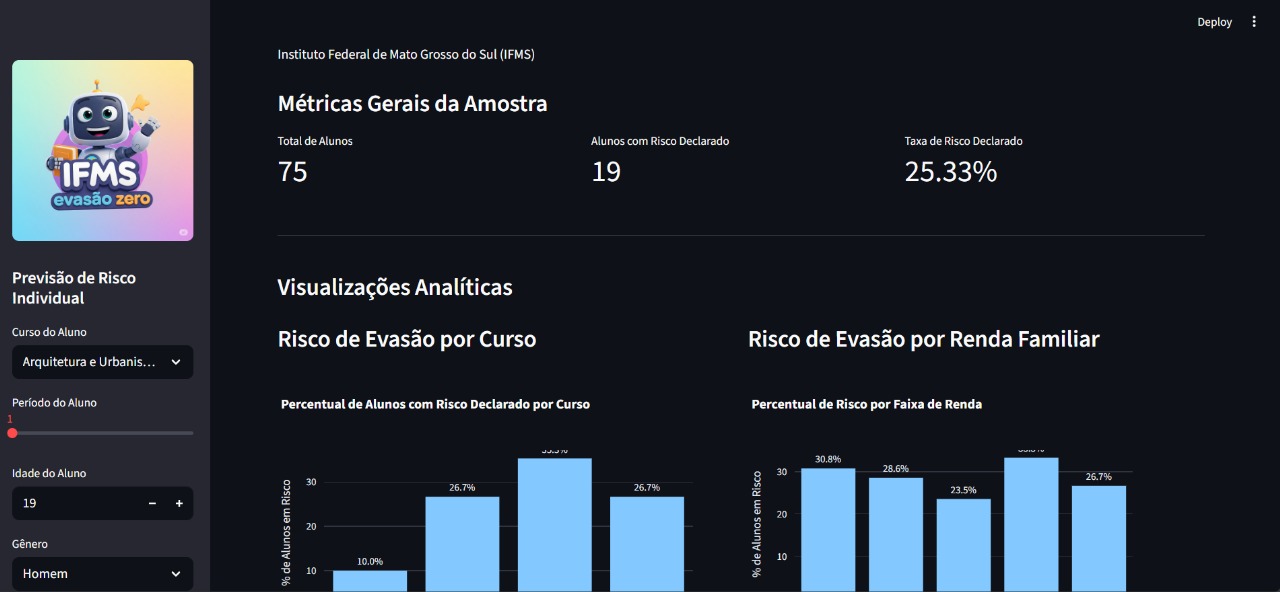 Deploy
IFMS
evasão zero
Previsão de Risco
Individual
Curso do Aluno
Arquitetura e Urbanis...
Período do Aluno
1
Idade do Aluno
19
Gênero
Homem
Instituto Federal de Mato Grosso do Sul (IFMS)
Métricas Gerais da Amostra
Total de Alunos
75
Alunos com Risco Declarado
19
Taxa de Risco Declarado
25.33%
Visualizações Analíticas
Risco de Evasão por Curso
Percentual de Alunos com Risco Declarado por Curso
% de Alunos em Risco
30
20
10
10.0%
26.7%
26.7%
Risco de Evasão por Renda Familiar
Percentual de Risco por Faixa de Renda
% de Alunos em Risco
30
20
10
30.8%
28.6%
23.5%
26.7%